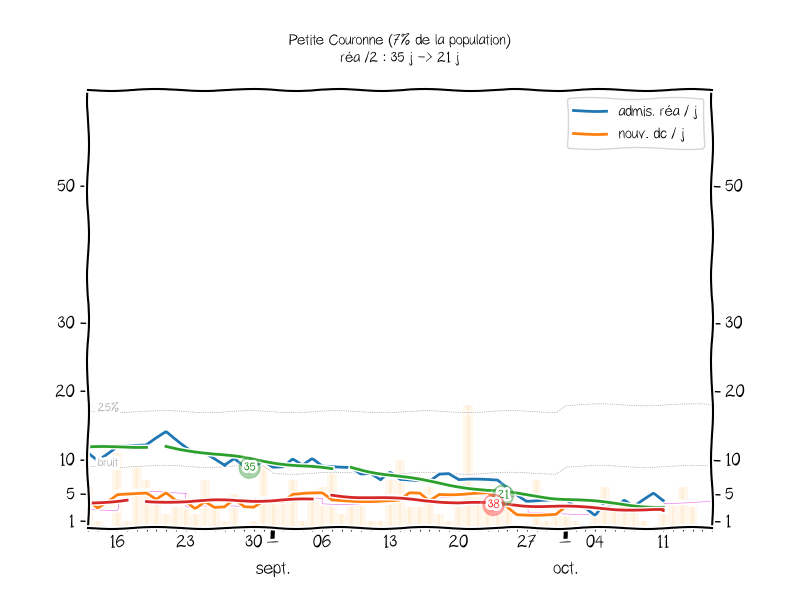 Petite Couronne (7% de la population)
réa /2 : 35 j -> 21 j
admis. réa / j
nouv. dc / j
50 50
30 30
20 20
25%
10 10
bruit
35
5 21 5
38
1 1
16 23 30 06 13 20 27 04 11
sept. oct.